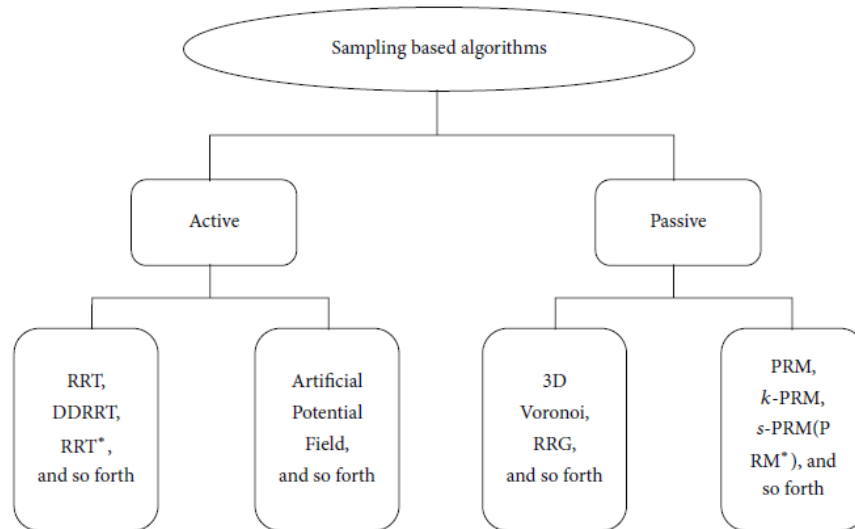 Sampling based algorithms
Active
Passive
RRT,
DDRRT,
RRT*,
and so forth
Artificial
Potential
Field,
and so forth
3D
Voronoi,
RRG,
and so forth
PRM,
k-PRM,
s-PRM(P
RM*), and
so forth